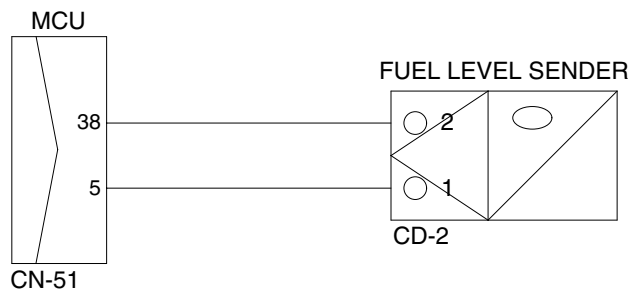 MCU
FUEL LEVEL SENDER
38
2
5
1
CD-2
CN-51